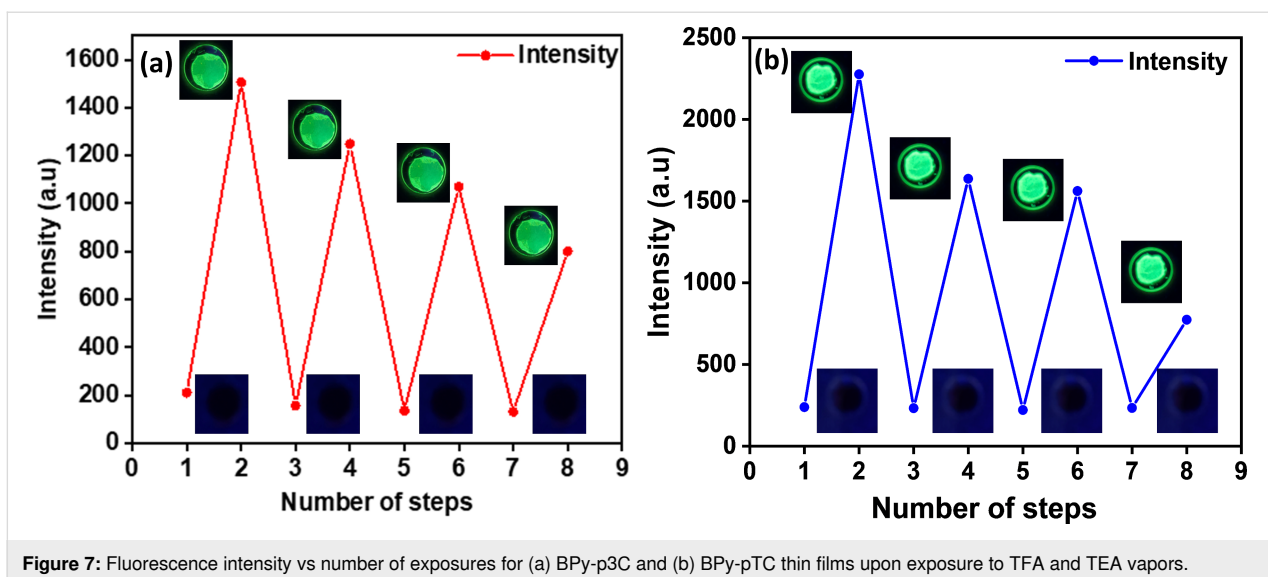 (a)
Intensity
1600
1400
1200
1000
800
600
400
200
0
Intensity (a.u)
0 1 2 3 4 5 6 7 8 9
Number of steps
(b)
Intensity
2500
2000
1500
1000
500
0
Intensity (a.u)
0 1 2 3 4 5 6 7 8 9
Number of steps
Figure 7: Fluorescence intensity vs number of exposures for (a) BPy-p3C and (b) BPy-pTC thin films upon exposure to TFA and TEA vapors.